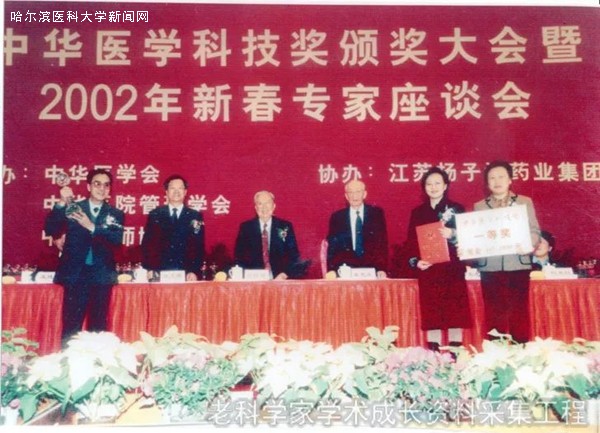 哈尔滨医科大学新闻网
中华医学科技奖颁奖大会暨
2002年新春专家座谈会
办：中华医学会
协办：江苏扬子 药业集团
中 院管 学会
师协
一等奖
老科学家学术成长资料采集工程